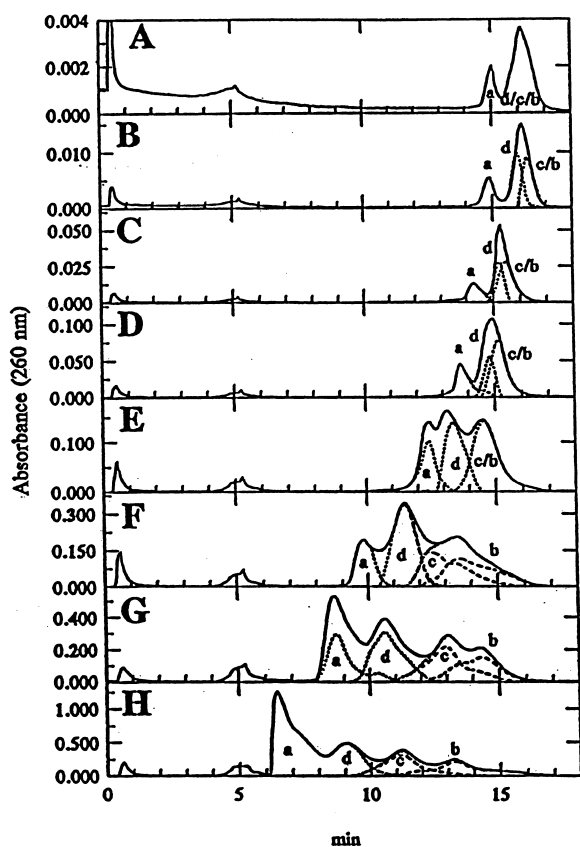 0.004
A
0.002
a d/c/b
0.000
B
d
0.010
a c/b
0.000
0.050
C
d
0.025
a c/b
0.000
0.100
D
d
a
0.050
c/b
0.000
E
0.100
a d c/b
0.000
0.300
F
0.150
a d c b
0.000
G
0.400
0.200
a d c b
0.000
H
1.000
0.500
a d c b
0.000
0 5 10 15
min
Absorbance (260 nm)